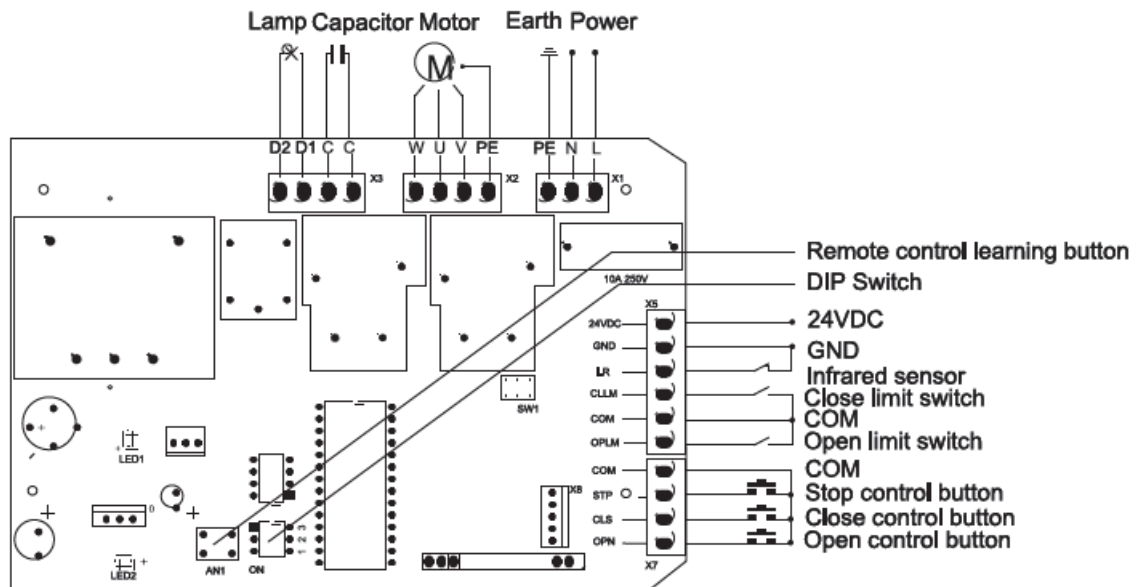 Lamp Capacitor Motor Earth Power
D2 D1 C C W U V PE PE N L
X3 X2 X1
Remote control learning button
10A 250V
DIP Switch
X5
24VDC 24VDC
GND GND
I.R Infrared sensor
CLLM Close limit switch
SW1
COM COM
OPLM Open limit switch
LED1
COM COM
X8
STP Stop control button
CLS Close control button
OPN Open control button
0
1 2 3
LED2 AN1 ON X7